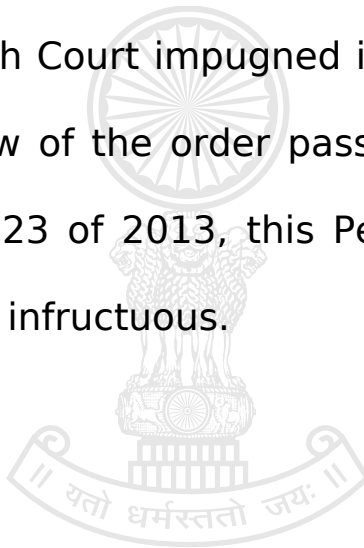 h Court impugned i
w of the order pass
23 of 2013, this Pe
infructuous.
॥ यतो धर्मस्ततो जयः ॥